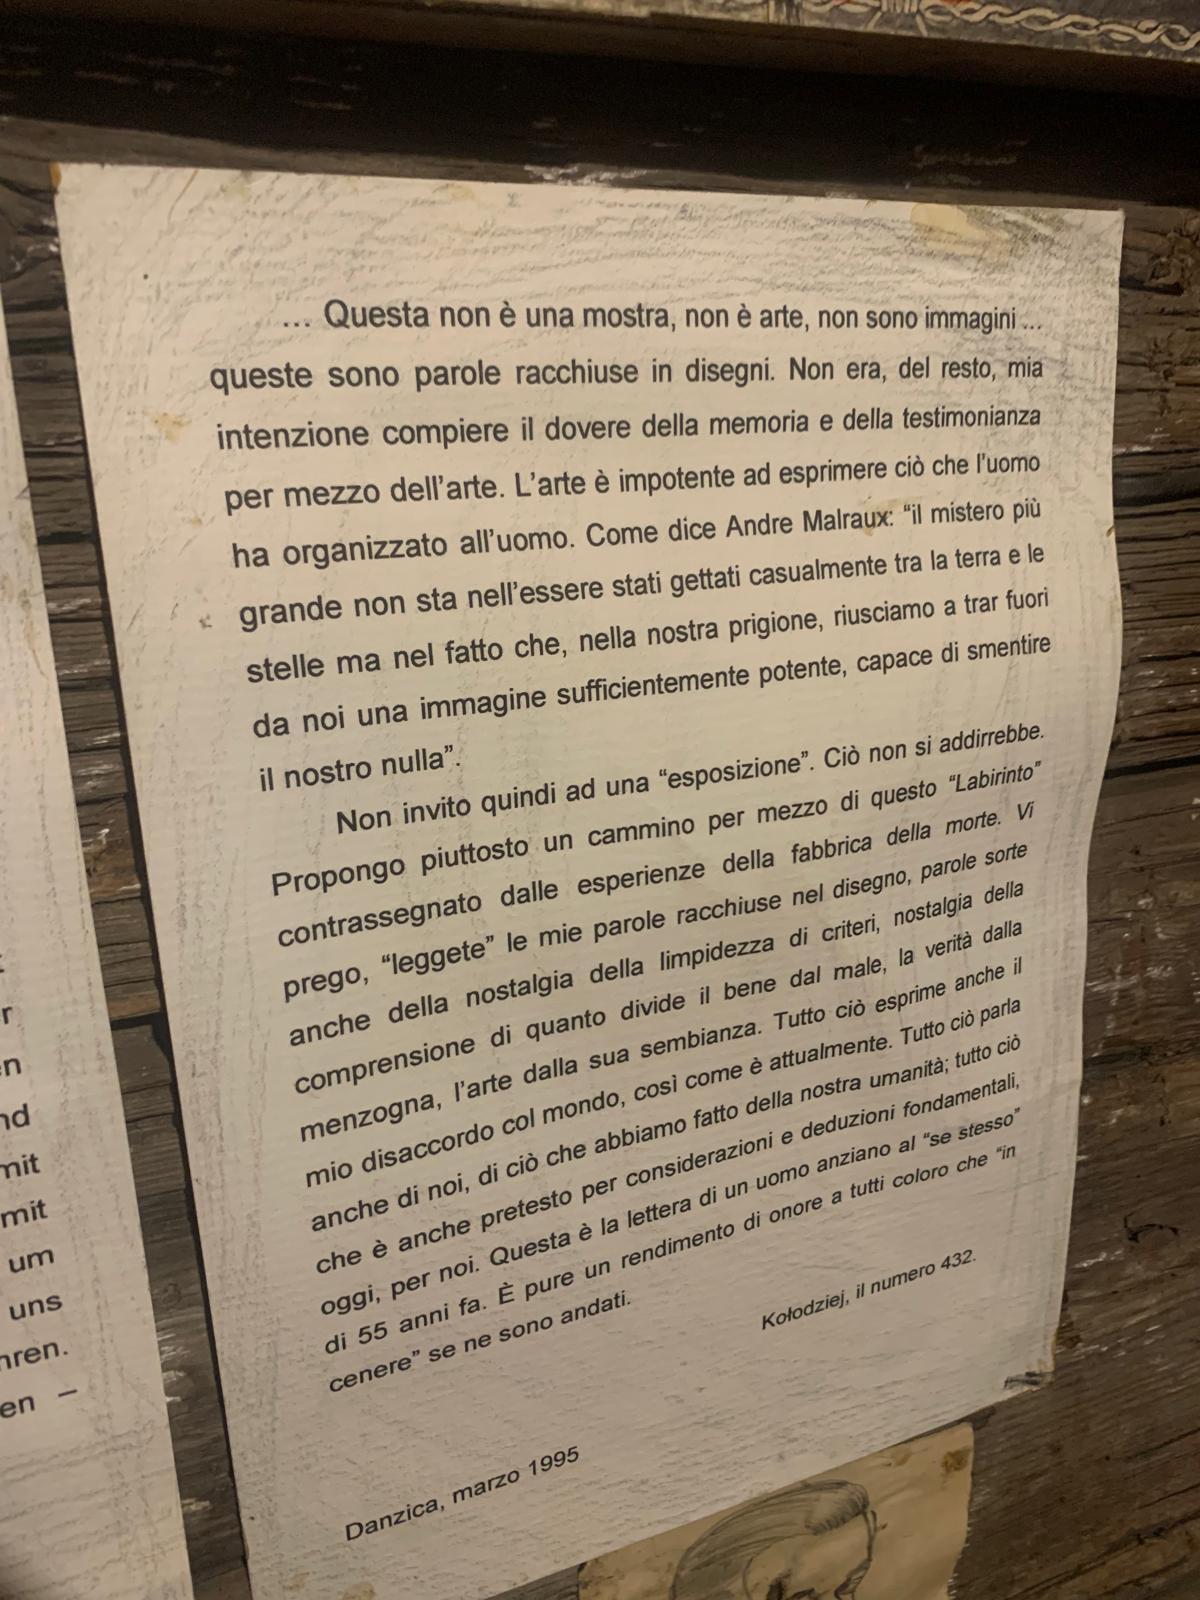 ... Questa non è una mostra, non è arte, non sono immagini ...
queste sono parole racchiuse in disegni. Non era, del resto, mia
intenzione compiere il dovere della memoria e della testimonianza
per mezzo dell'arte. L'arte è impotente ad esprimere ciò che l'uomo
ha organizzato all'uomo. Come dice Andre Malraux: “il mistero più
grande non sta nell'essere stati gettati casualmente tra la terra e le
stelle ma nel fatto che, nella nostra prigione, riusciamo a trar fuori
da noi una immagine sufficientemente potente, capace di smentire
il nostro nulla”.
Non invito quindi ad una “esposizione”. Ciò non si addirrebbe.
Propongo piuttosto un cammino per mezzo di questo “Labirinto”
contrassegnato dalle esperienze della fabbrica della morte. Vi
prego, “leggete” le mie parole racchiuse nel disegno, parole sorte
anche della nostalgia della limpidezza di criteri, nostalgia della
comprensione di quanto divide il bene dal male, la verità dalla
menzogna, l'arte dalla sua sembianza. Tutto ciò esprime anche il
mio disaccordo col mondo, così come è attualmente. Tutto ciò parla
anche di noi, di ciò che abbiamo fatto della nostra umanità; tutto ciò
che è anche pretesto per considerazioni e deduzioni fondamentali,
oggi, per noi. Questa è la lettera di un uomo anziano al “se stesso”
di 55 anni fa. È pure un rendimento di onore a tutti coloro che “in
cenere” se ne sono andati.
Kołodziej, il numero 432.
Danzica, marzo 1995
nd
mit
mit
um
uns
hren.
en –